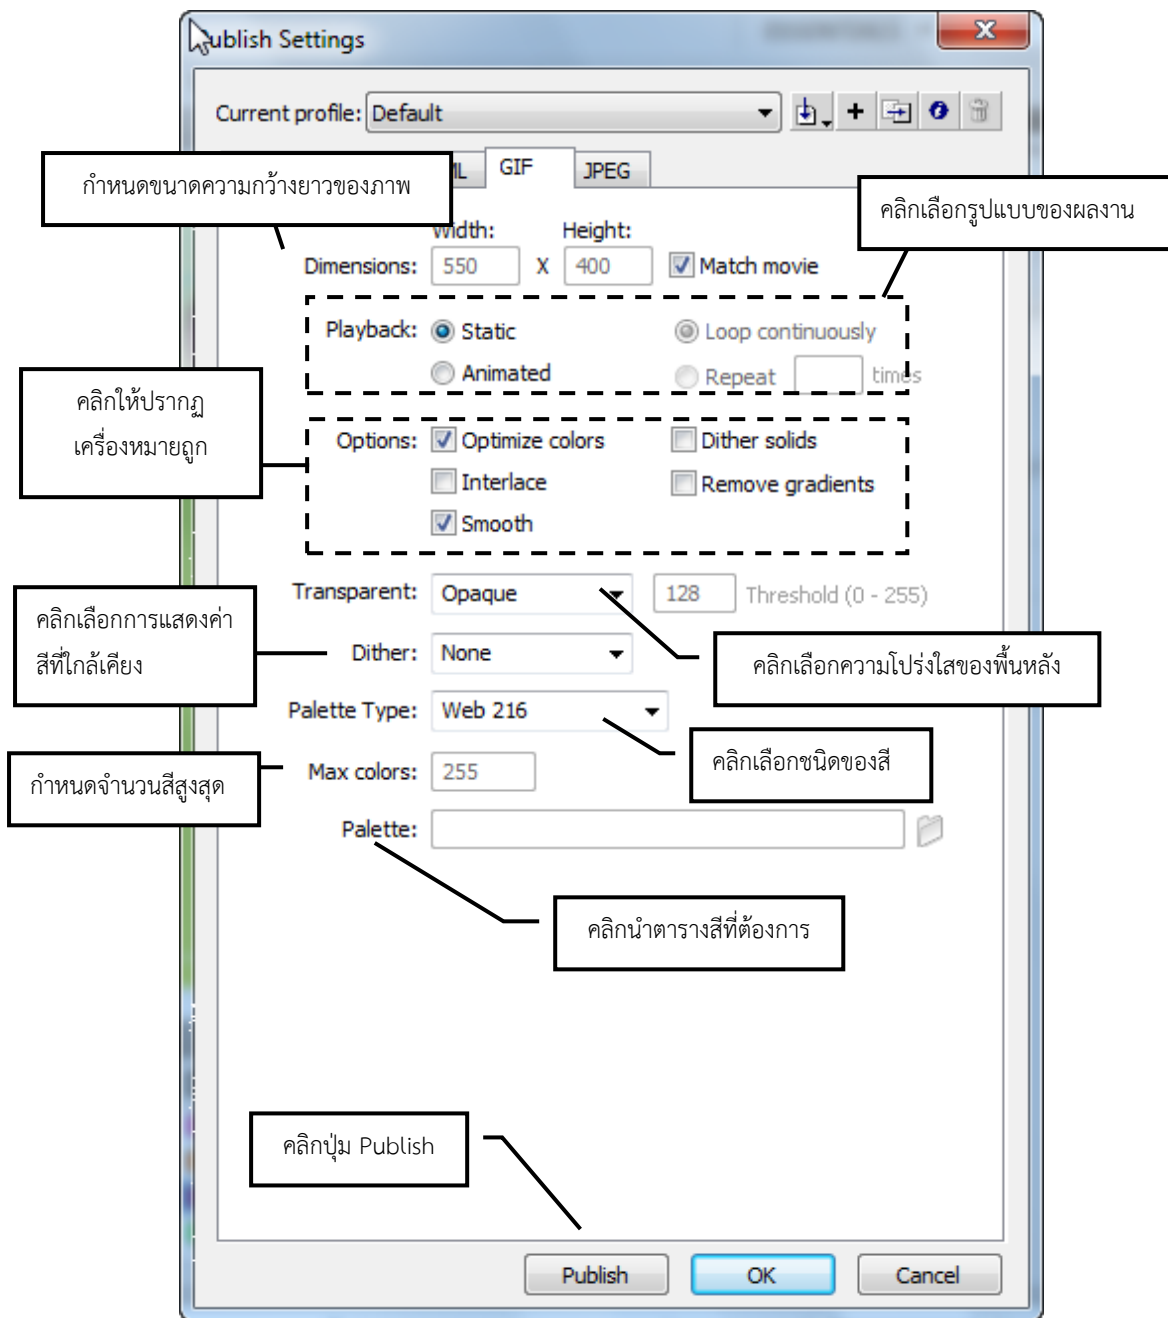 Publish Settings
Current profile: Default
GIF
JPEG
กำหนดขนาดความกว้างยาวของภาพ
คลิกเลือกรูปแบบของผลงาน
Width:
Height:
Dimensions: 550 X 400 Match movie
Playback: Static
Loop continuously
Animated
Repeat times
คลิกให้ปรากฏ
เครื่องหมายถูก
Options: Optimize colors
Dither solids
Interlace
Remove gradients
Smooth
Transparent: Opaque 128 Threshold (0 - 255)
คลิกเลือกการแสดงค่า
สีที่ใกล้เคียง
Dither: None
คลิกเลือกความโปร่งใสของพื้นหลัง
Palette Type: Web 216
คลิกเลือกชนิดของสี
กำหนดจำนวนสีสูงสุด
Max colors: 255
Palette:
คลิกนำตารางสีที่ต้องการ
คลิกปุ่ม Publish
Publish
OK
Cancel